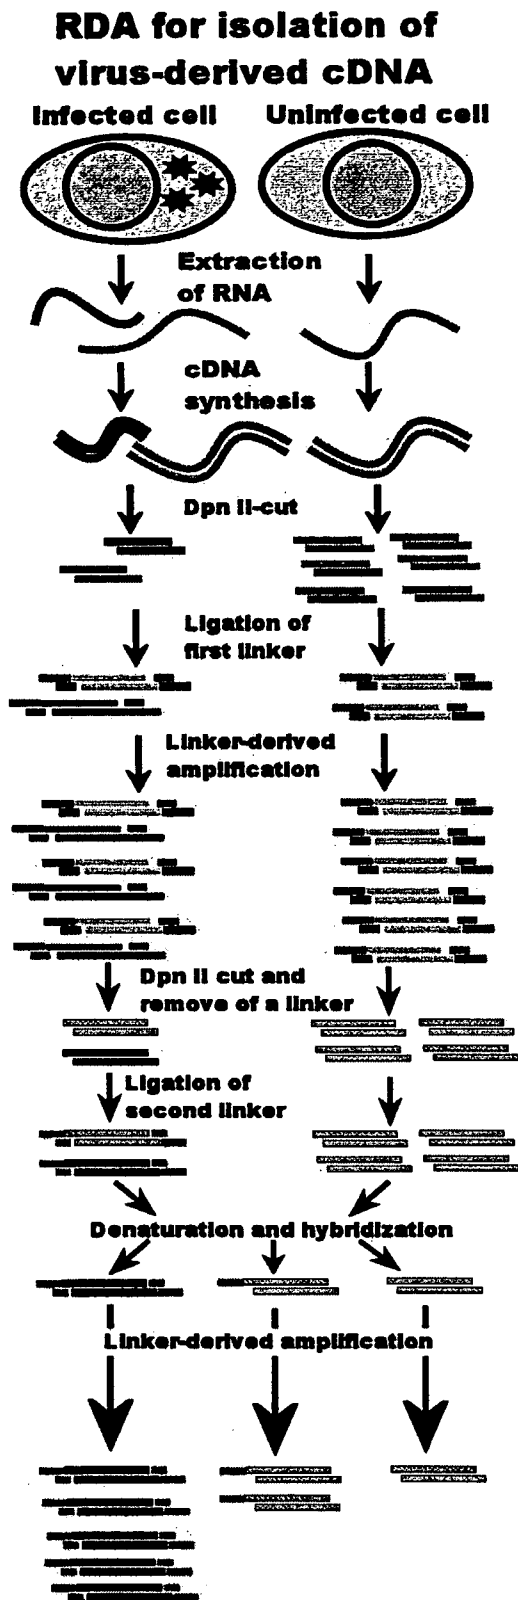 RDA for isolation of
virus-derived cDNA
Infected cell Uninfected cell
Extraction
of RNA
cDNA
synthesis
Dpn II-cut
Ligation of
first linker
Linker-derived
amplification
Dpn II cut and
remove of a linker
Ligation of
second linker
Denaturation and hybridization
Linker-derived amplification